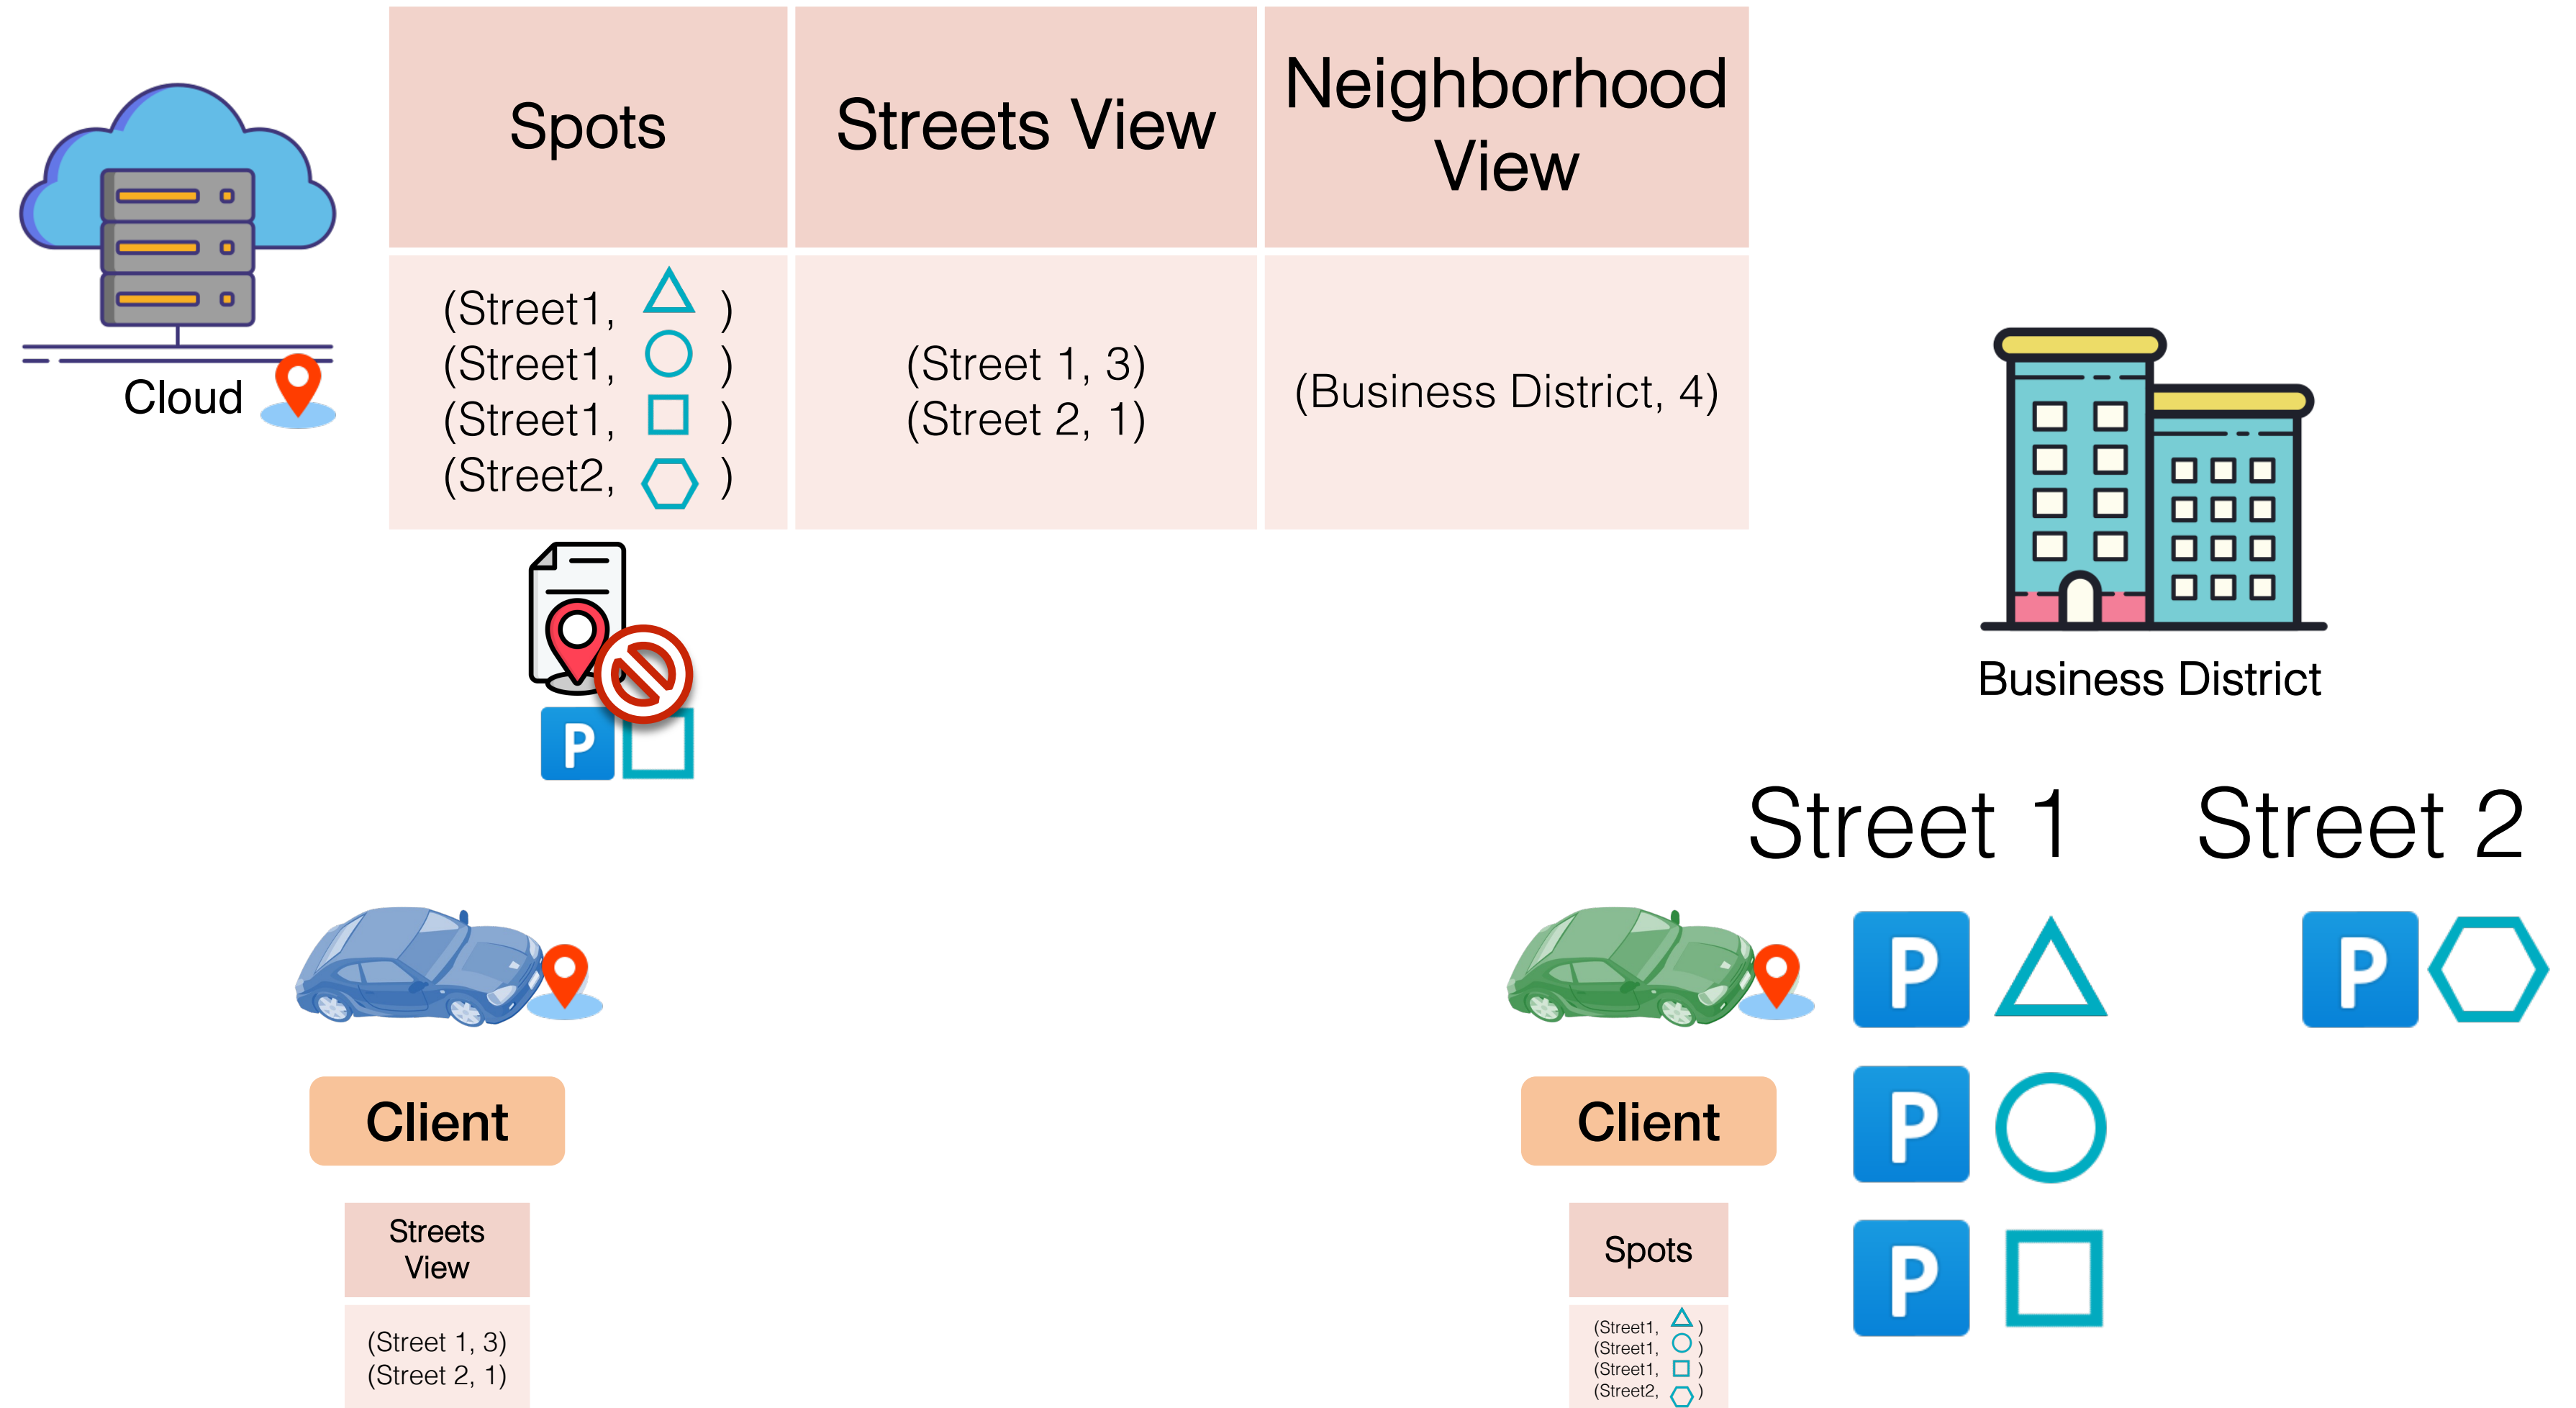 Spots
Streets View
Neighborhood
View
Cloud
(Street1, )
(Street1, )
(Street1, )
(Street2, )
(Street 1, 3)
(Street 2, 1)
(Business District, 4)
P
Business District
Street 1
Street 2
P
P
P
P
Client
Client
Streets
View
(Street 1, 3)
(Street 2, 1)
Spots
(Street1, )
(Street1, )
(Street1, )
(Street2, )